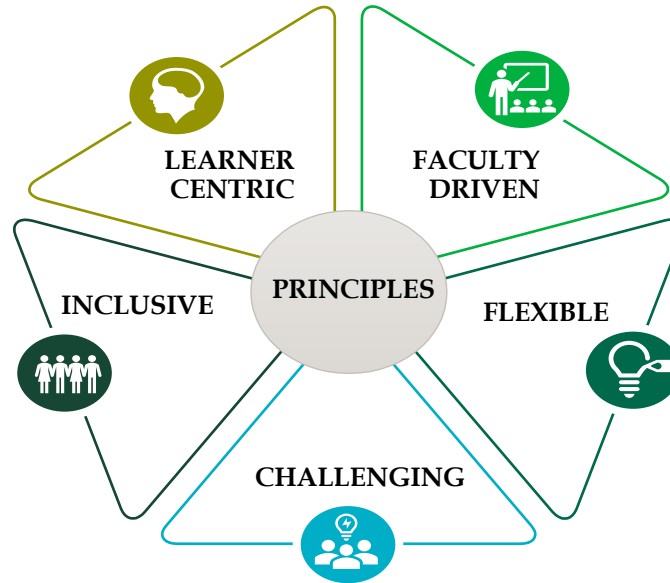 LEARNER
CENTRIC
FACULTY
DRIVEN
INCLUSIVE
PRINCIPLES
FLEXIBLE
CHALLENGING